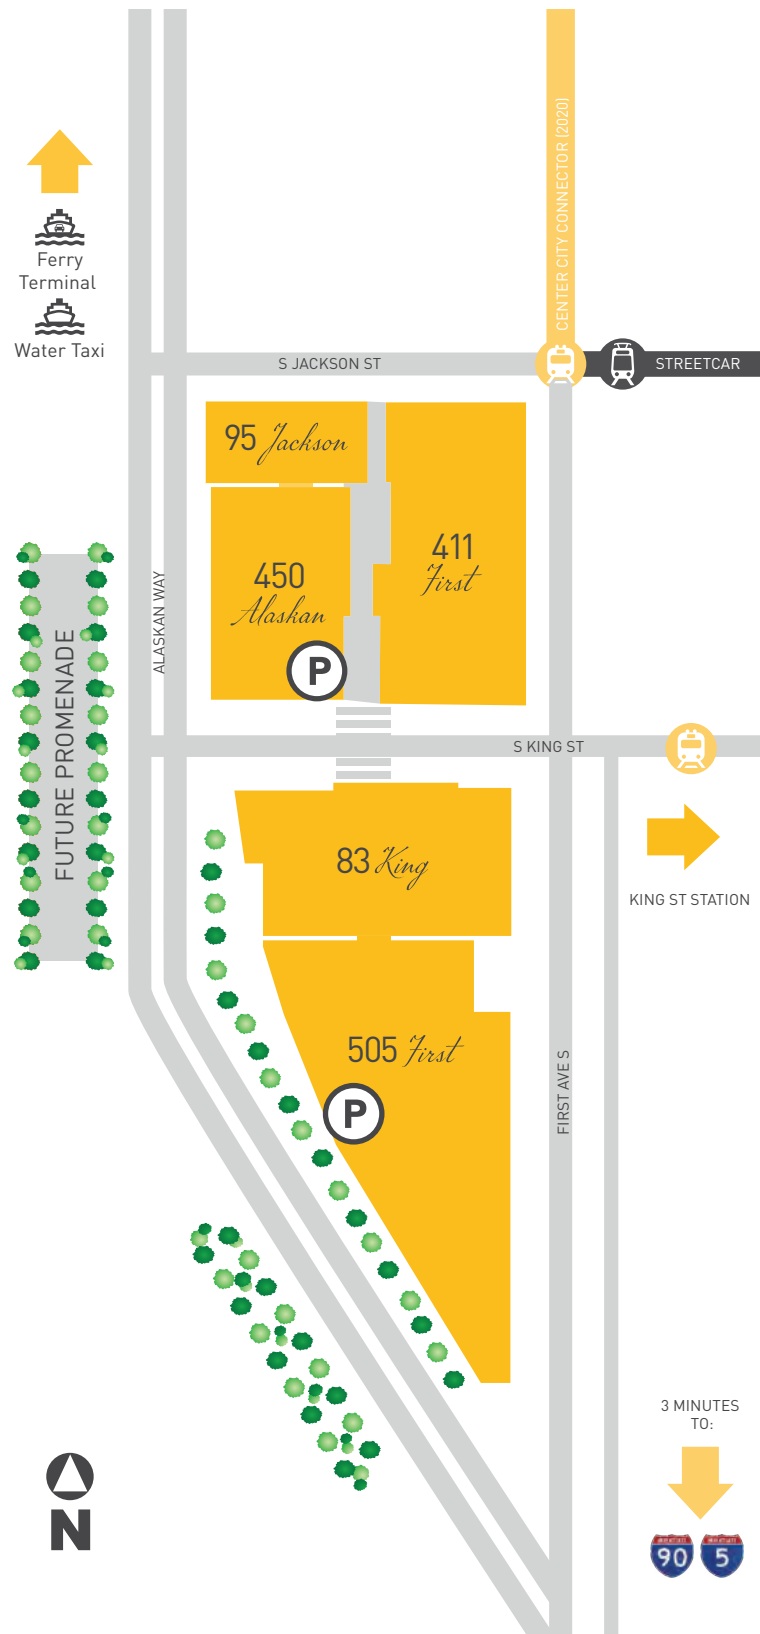 CENTER CITY CONNECTOR (2020)
Ferry
Terminal
Water Taxi
S JACKSON ST
STREETCAR
95 Jackson
411
First
450
Alaskan
P
ALASKAN WAY
FUTURE PROMENADE
S KING ST
83 King
KING ST STATION
505 First
P
FIRST AVE S
3 MINUTES
TO:
N
90
5